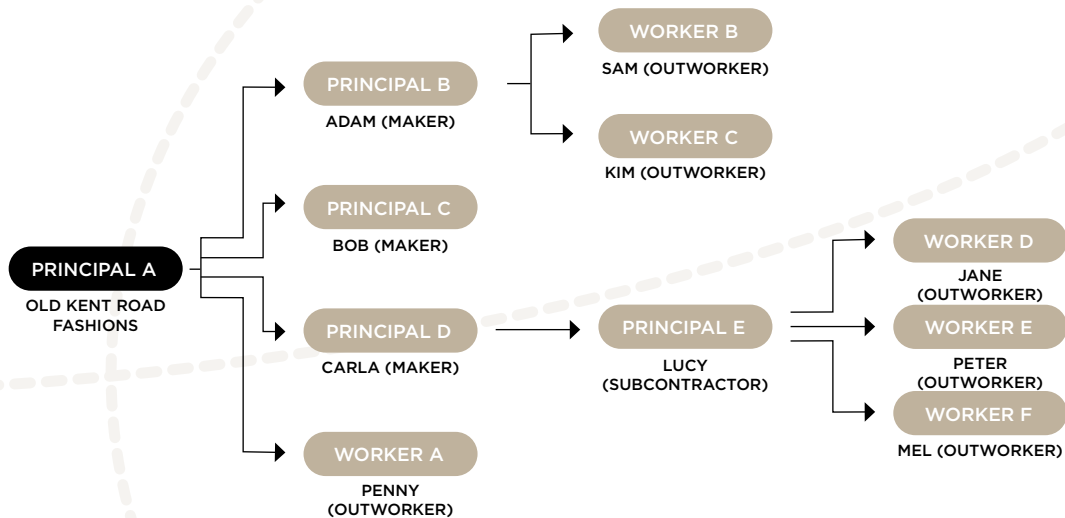 PRINCIPAL A
OLD KENT ROAD
FASHIONS
PRINCIPAL B
ADAM (MAKER)
PRINCIPAL C
BOB (MAKER)
PRINCIPAL D
CARLA (MAKER)
WORKER A
PENNY
(OUTWORKER)
WORKER B
SAM (OUTWORKER)
WORKER C
KIM (OUTWORKER)
PRINCIPAL E
LUCY
(SUBCONTRACTOR)
WORKER D
JANE
(OUTWORKER)
WORKER E
PETER
(OUTWORKER)
WORKER F
MEL (OUTWORKER)